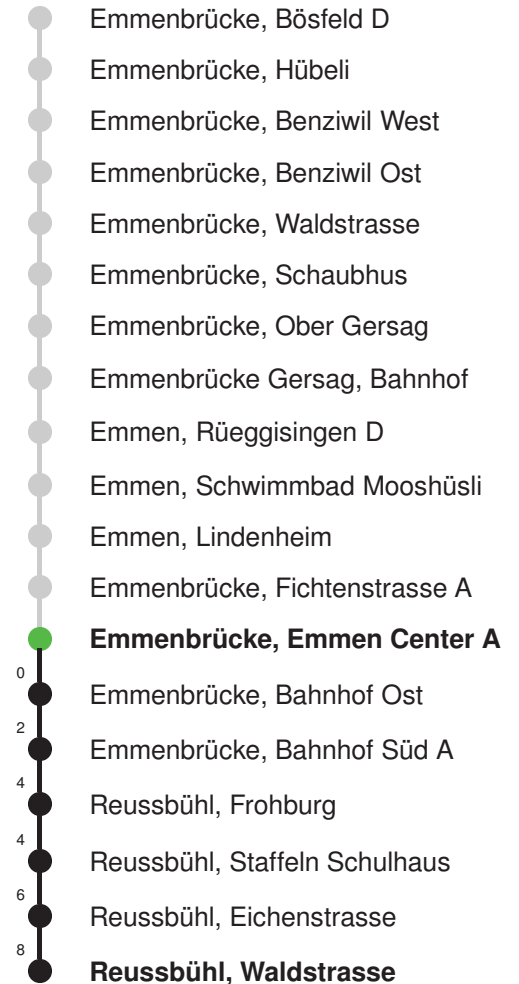 Emmenbrücke, Bösfeld D
Emmenbrücke, Hübeli
Emmenbrücke, Benziwil West
Emmenbrücke, Benziwil Ost
Emmenbrücke, Waldstrasse
Emmenbrücke, Schaubhus
Emmenbrücke, Ober Gersag
Emmenbrücke Gersag, Bahnhof
Emmen, Rüeggisingen D
Emmen, Schwimmbad Mooshüsli
Emmen, Lindenheim
Emmenbrücke, Fichtenstrasse A
Emmenbrücke, Emmen Center A
0 Emmenbrücke, Bahnhof Ost
2 Emmenbrücke, Bahnhof Süd A
4 Reussbühl, Frohburg
4 Reussbühl, Staffeln Schulhaus
6 Reussbühl, Eichenstrasse
8 Reussbühl, Waldstrasse